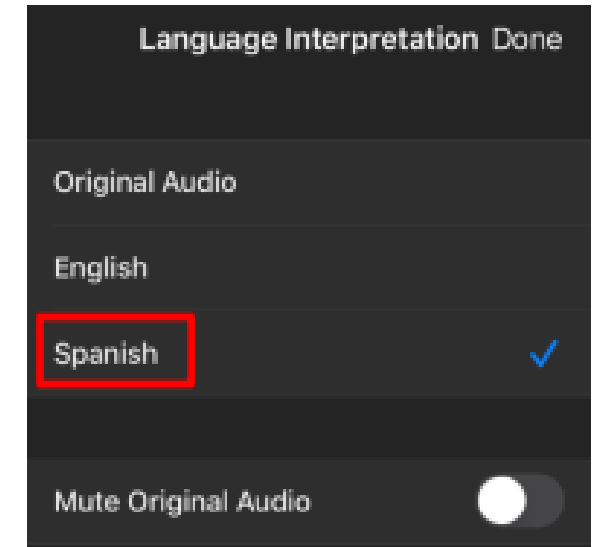 Language Interpretation Done
Original Audio
English
Spanish
Mute Original Audio